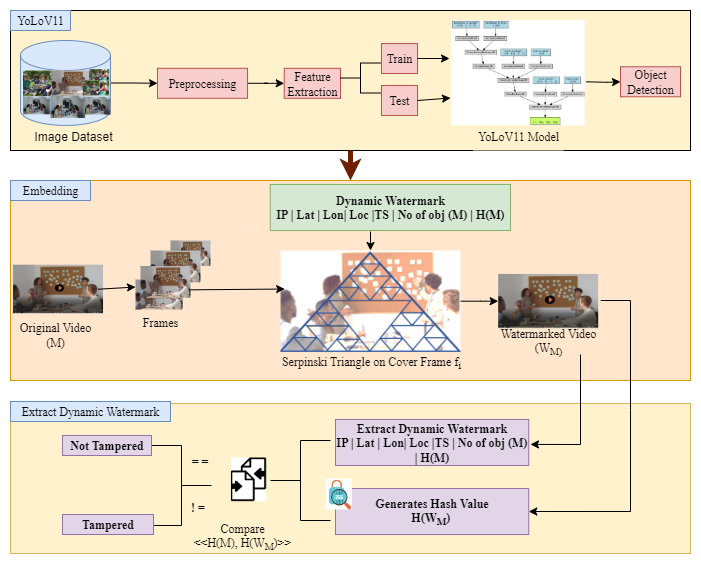 YoLoV11
Image Dataset
Preprocessing
Feature
Extraction
Train
Test
YoLoV11 Model
Object
Detection
Embedding
Dynamic Watermark
IP | Lat | Lon| Loc |TS | No of obj (M) | H(M)
Original Video
(M)
Frames
Serpinski Triangle on Cover Frame fi
Watermarked Video
(WM)
Extract Dynamic Watermark
Not Tampered
Tampered
= =
! =
Compare
<<H(M), H(WM)>>
Extract Dynamic Watermark
IP | Lat | Lon| Loc |TS | No of obj (M)
| H(M)
Generates Hash Value
H(WM)